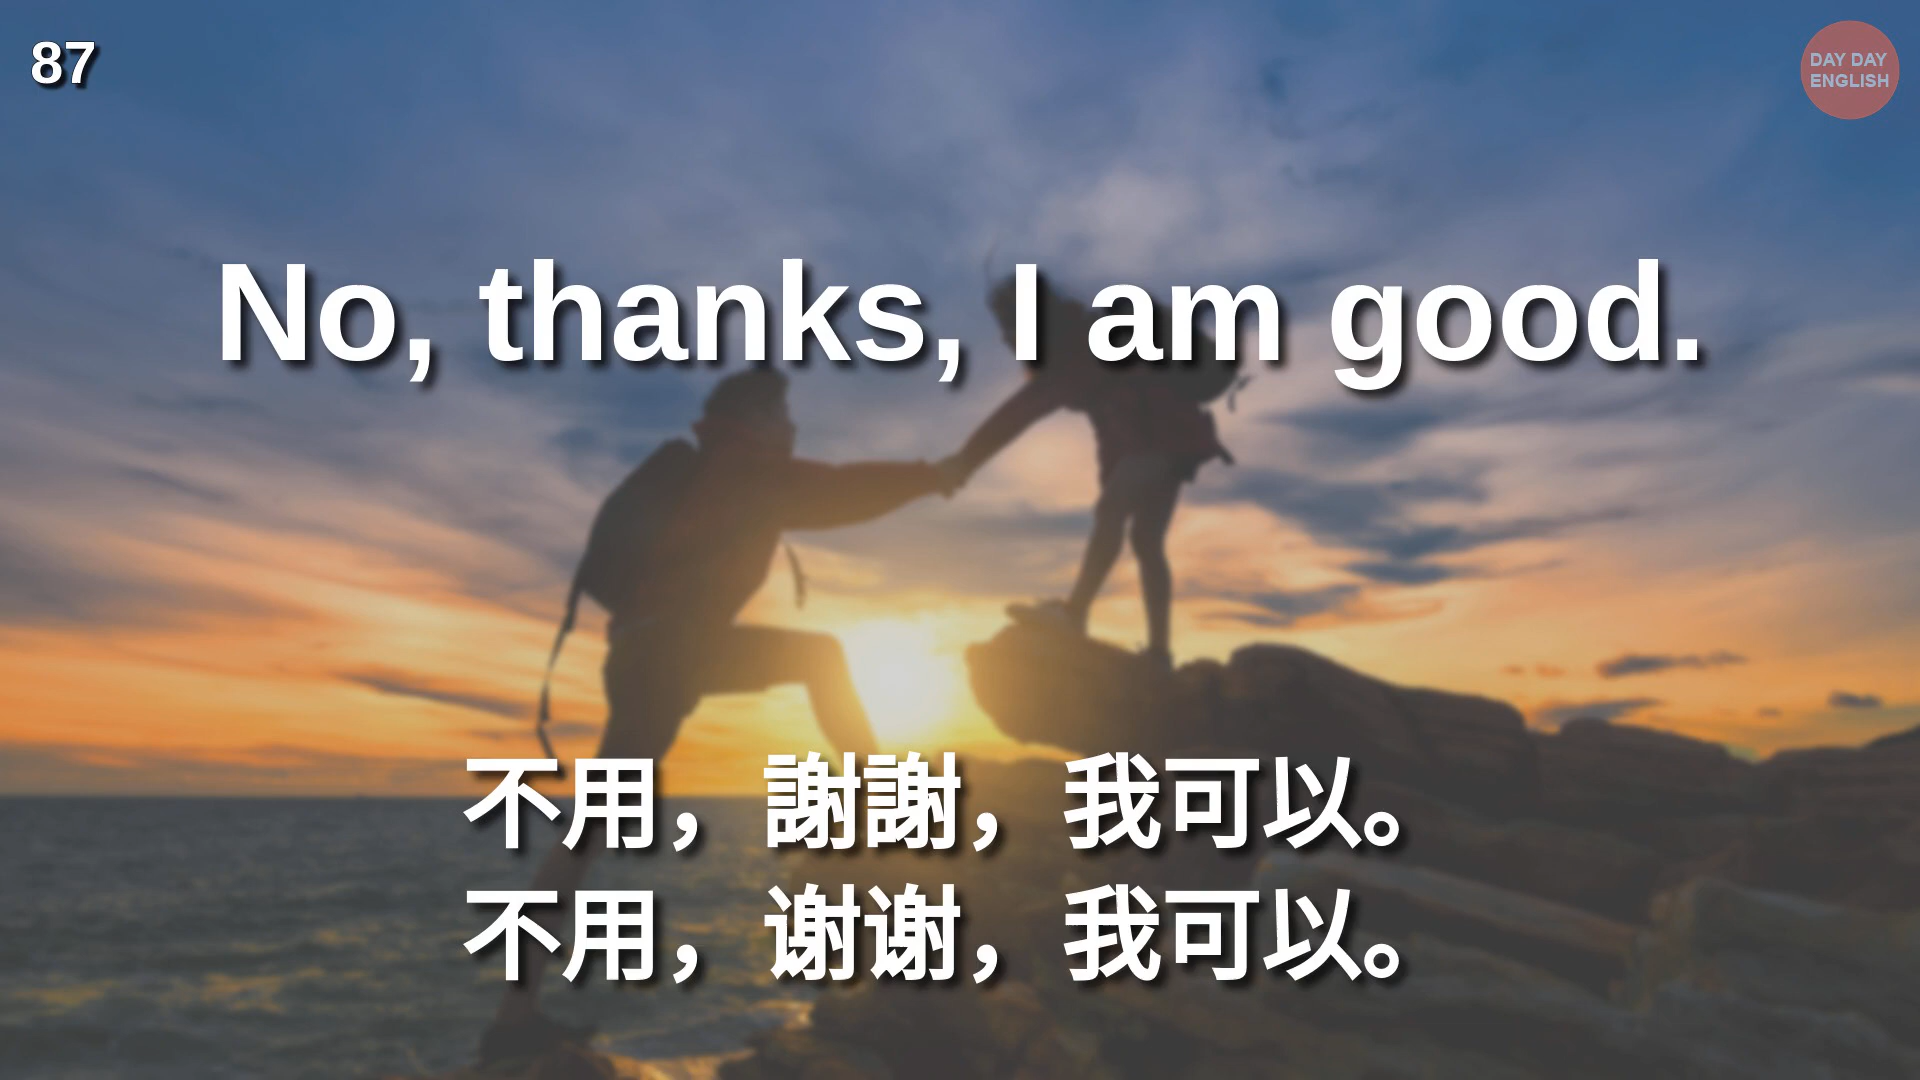 87
DAY DAY
ENGLISH
No, thanks, I am good.
不用，謝謝，我可以。
不用，谢谢，我可以。